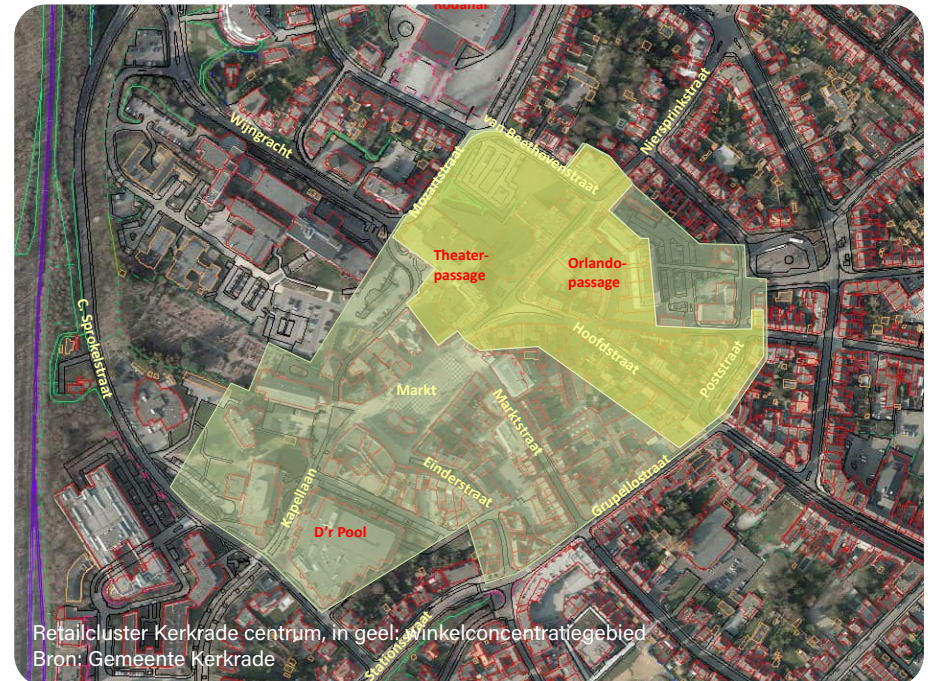 Rodahal
Wijngracht
Mozartstraat
van Beethovenstraat
Niersprinkstraat
Theater-
passage
Orlando-
passage
C. Sprokelstraat
Hoofdstraat
Poststraat
Markt
Marktstraat
Einderstraat
Kapellaan
Grupellostraat
D'r Pool
Stationsstraat
Retailcluster Kerkrade centrum, in geel: winkelconcentratiegebied
Bron: Gemeente Kerkrade